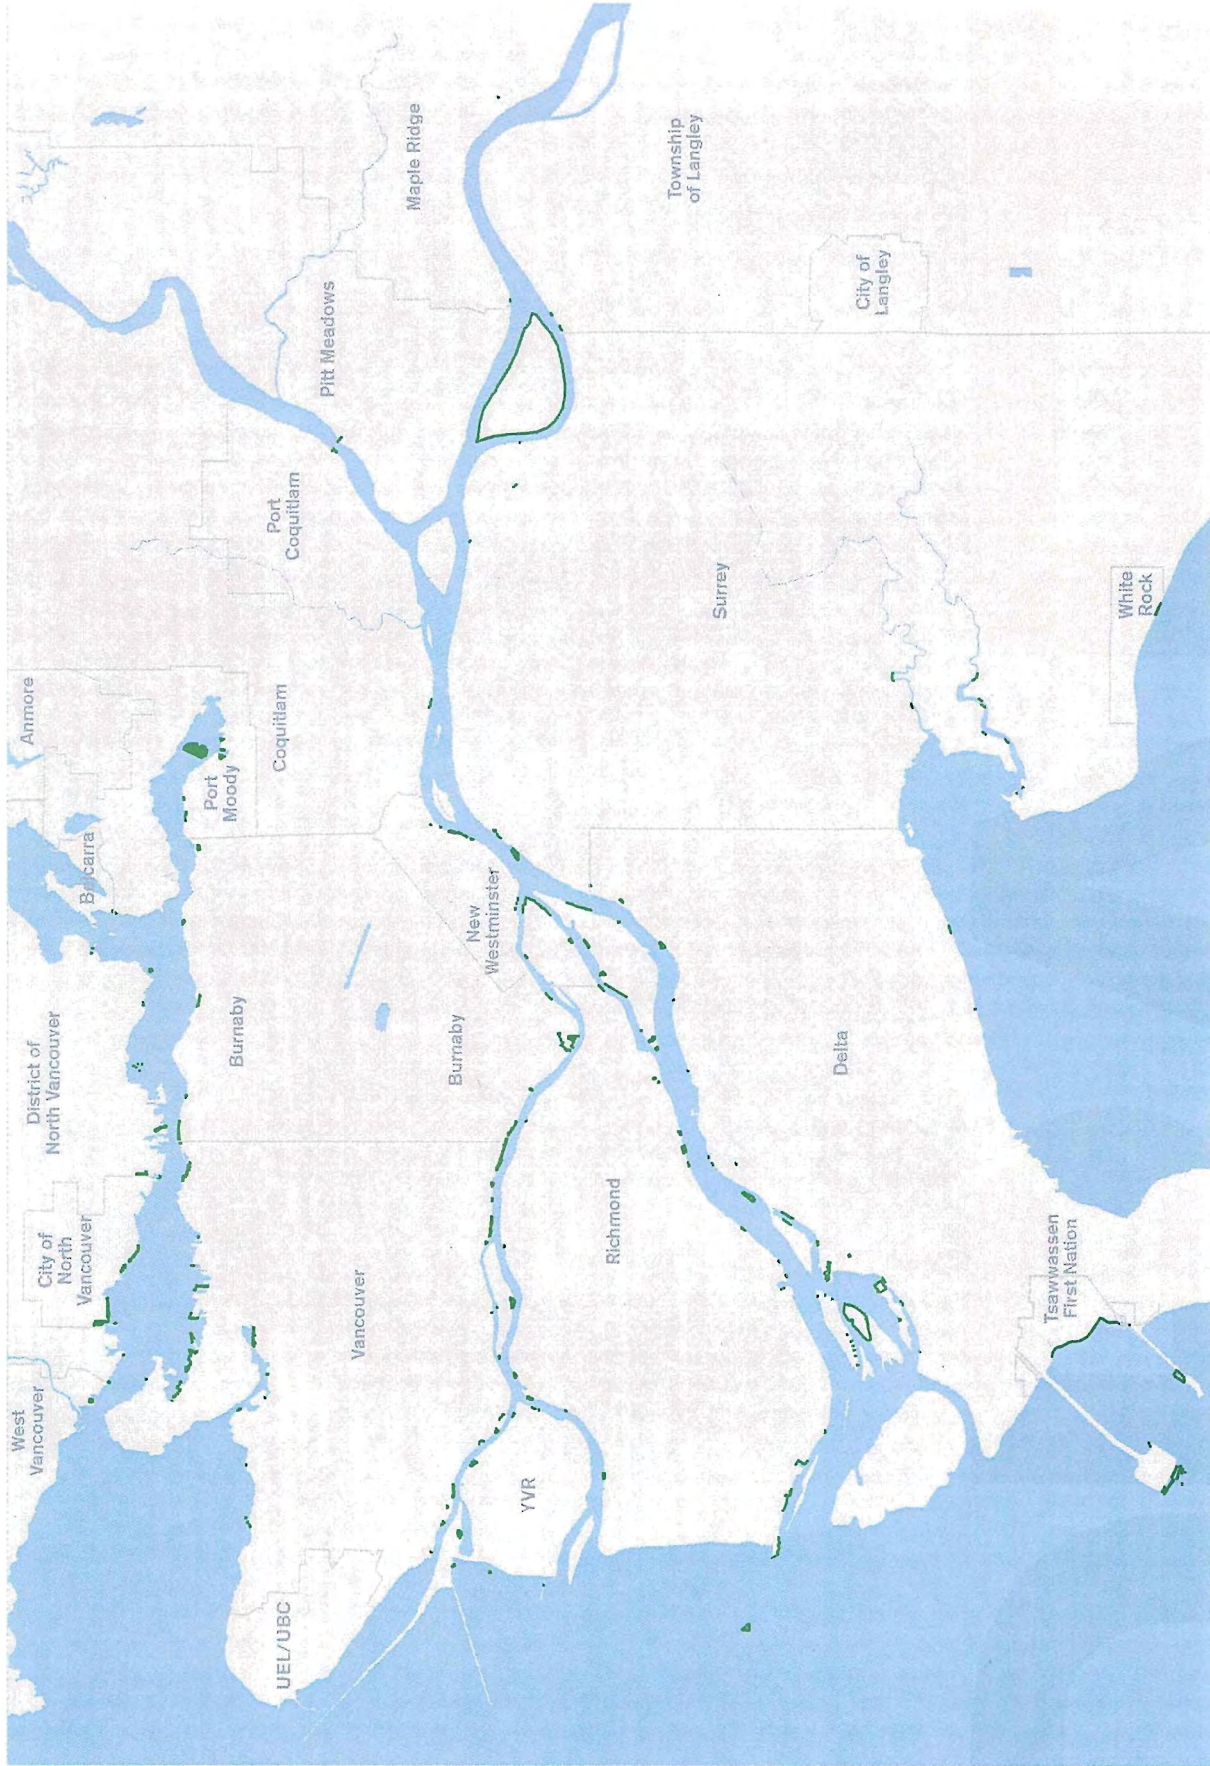 West
Vancouver
City of
North
Vancouver
District of
North Vancouver
Belcarra
Anmore
UEL/UBC
Vancouver
Burnaby
Burnaby
Port
Moody
Coquitlam
Port
Coquitlam
Pitt Meadows
Maple Ridge
New
Westminster
YVR
Richmond
Delta
Surrey
Township
of Langley
City of
Langley
White
Rock
Tsawwassen
First Nation